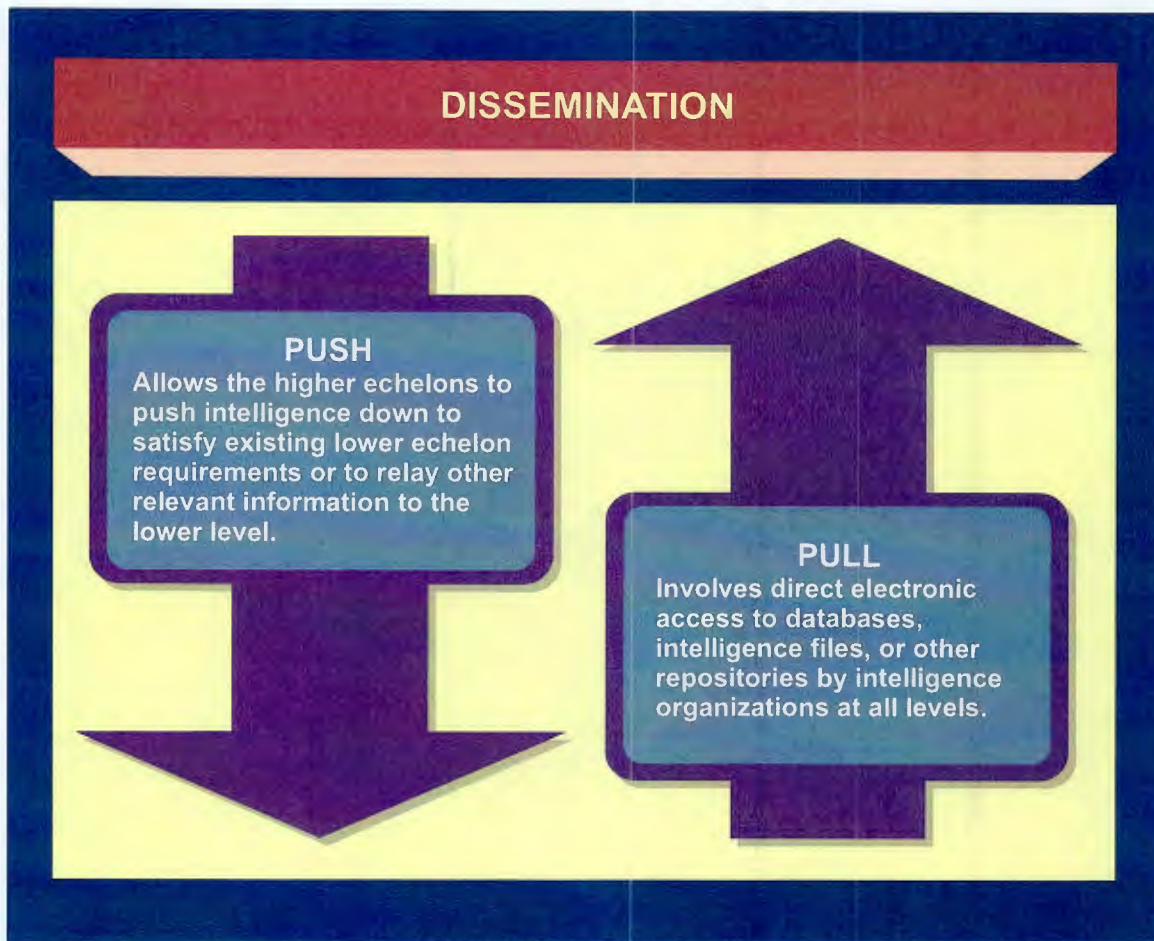 DISSEMINATION
PUSH
Allows the higher echelons to
push intelligence down to
satisfy existing lower echelon
requirements or to relay other
relevant information to the
lower level.
PULL
Involves direct electronic
access to databases,
intelligence files, or other
repositories by intelligence
organizations at all levels.